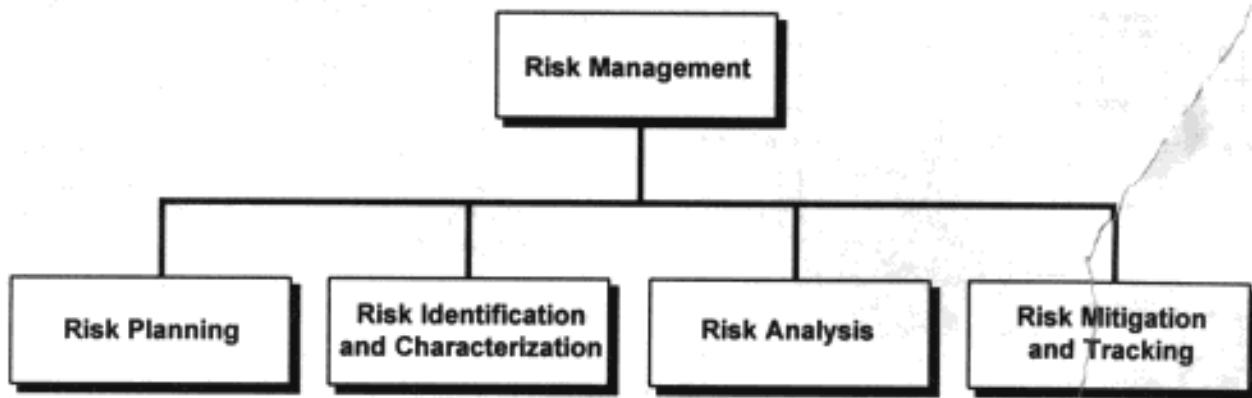 Risk Management
Risk Planning
Risk Identification
and Characterization
Risk Analysis
Risk Mitigation
and Tracking